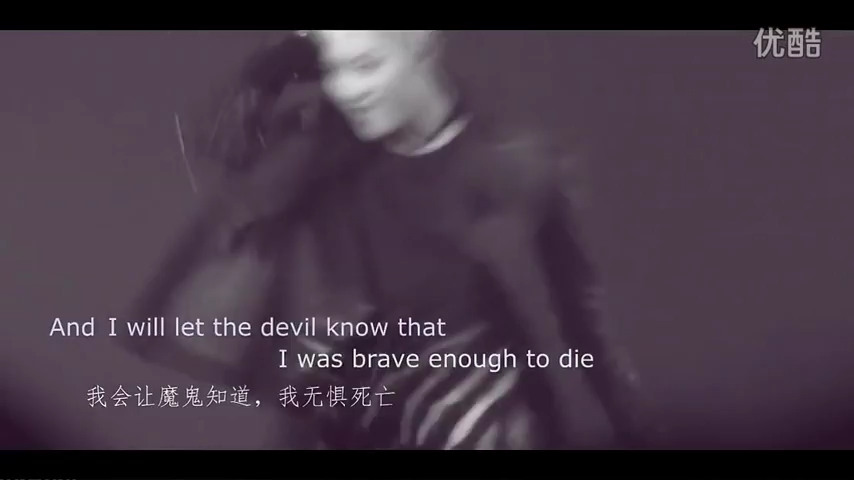 优酷
And I will let the devil know that
I was brave enough to die
我会让魔鬼知道，我无惧死亡